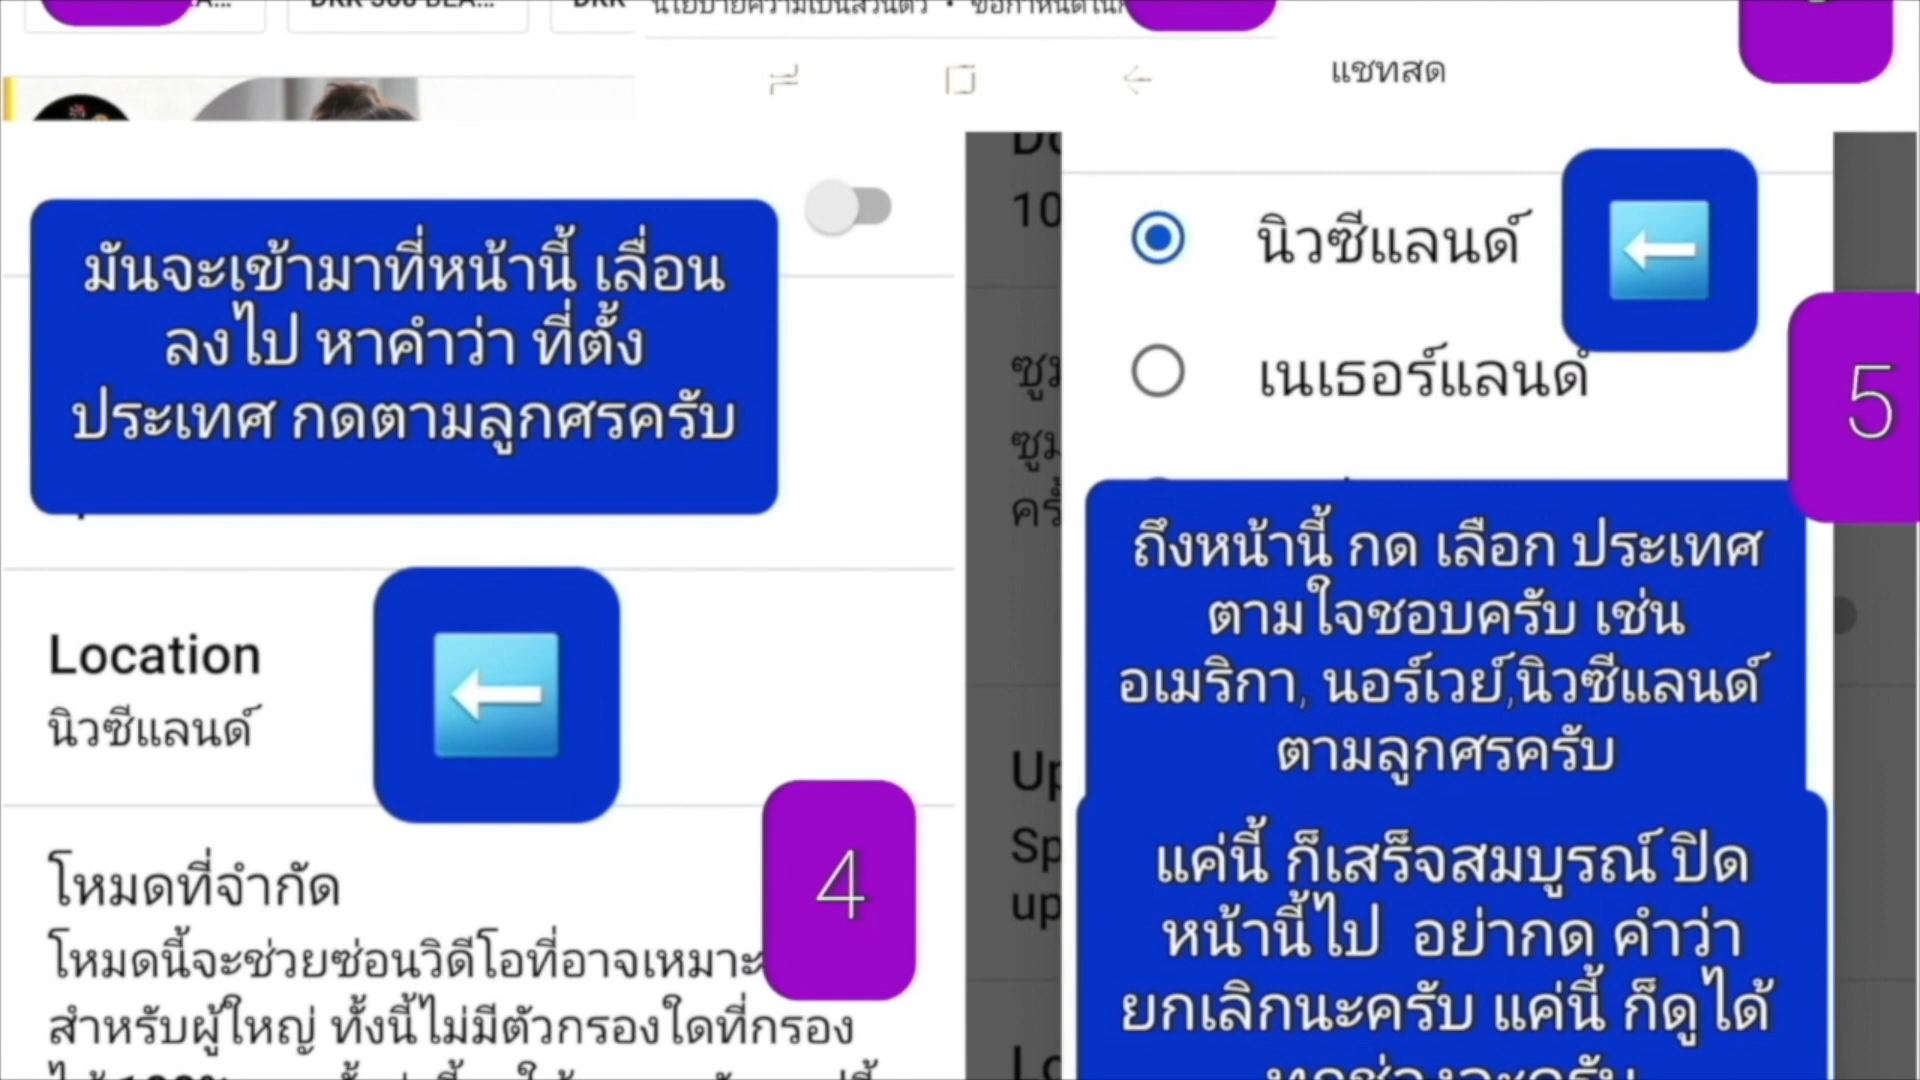 แชทสด
มันจะเข้ามาที่หน้านี้ เลื่อน
ลงไป หาคำว่า ที่ตั้ง
ประเทศ กดตามลูกศรครับ
Location
นิวซีแลนด์
4
โหมดที่จำกัด
โหมดนี้จะช่วยซ่อนวิดีโอที่อาจเหมาะ
สำหรับผู้ใหญ่ ทั้งนี้ไม่มีตัวกรองใดที่กรอง
10
นิวซีแลนด์
เนเธอร์แลนด์
5
ถึงหน้านี้ กด เลือก ประเทศ
ตามใจชอบครับ เช่น
อเมริกา, นอร์เวย์,นิวซีแลนด์
ตามลูกศรครับ
แค่นี้ ก็เสร็จสมบูรณ์ ปิด
หน้านี้ไป อย่ากด คำว่า
ยกเลิกนะครับ แค่นี้ ก็ดูได้